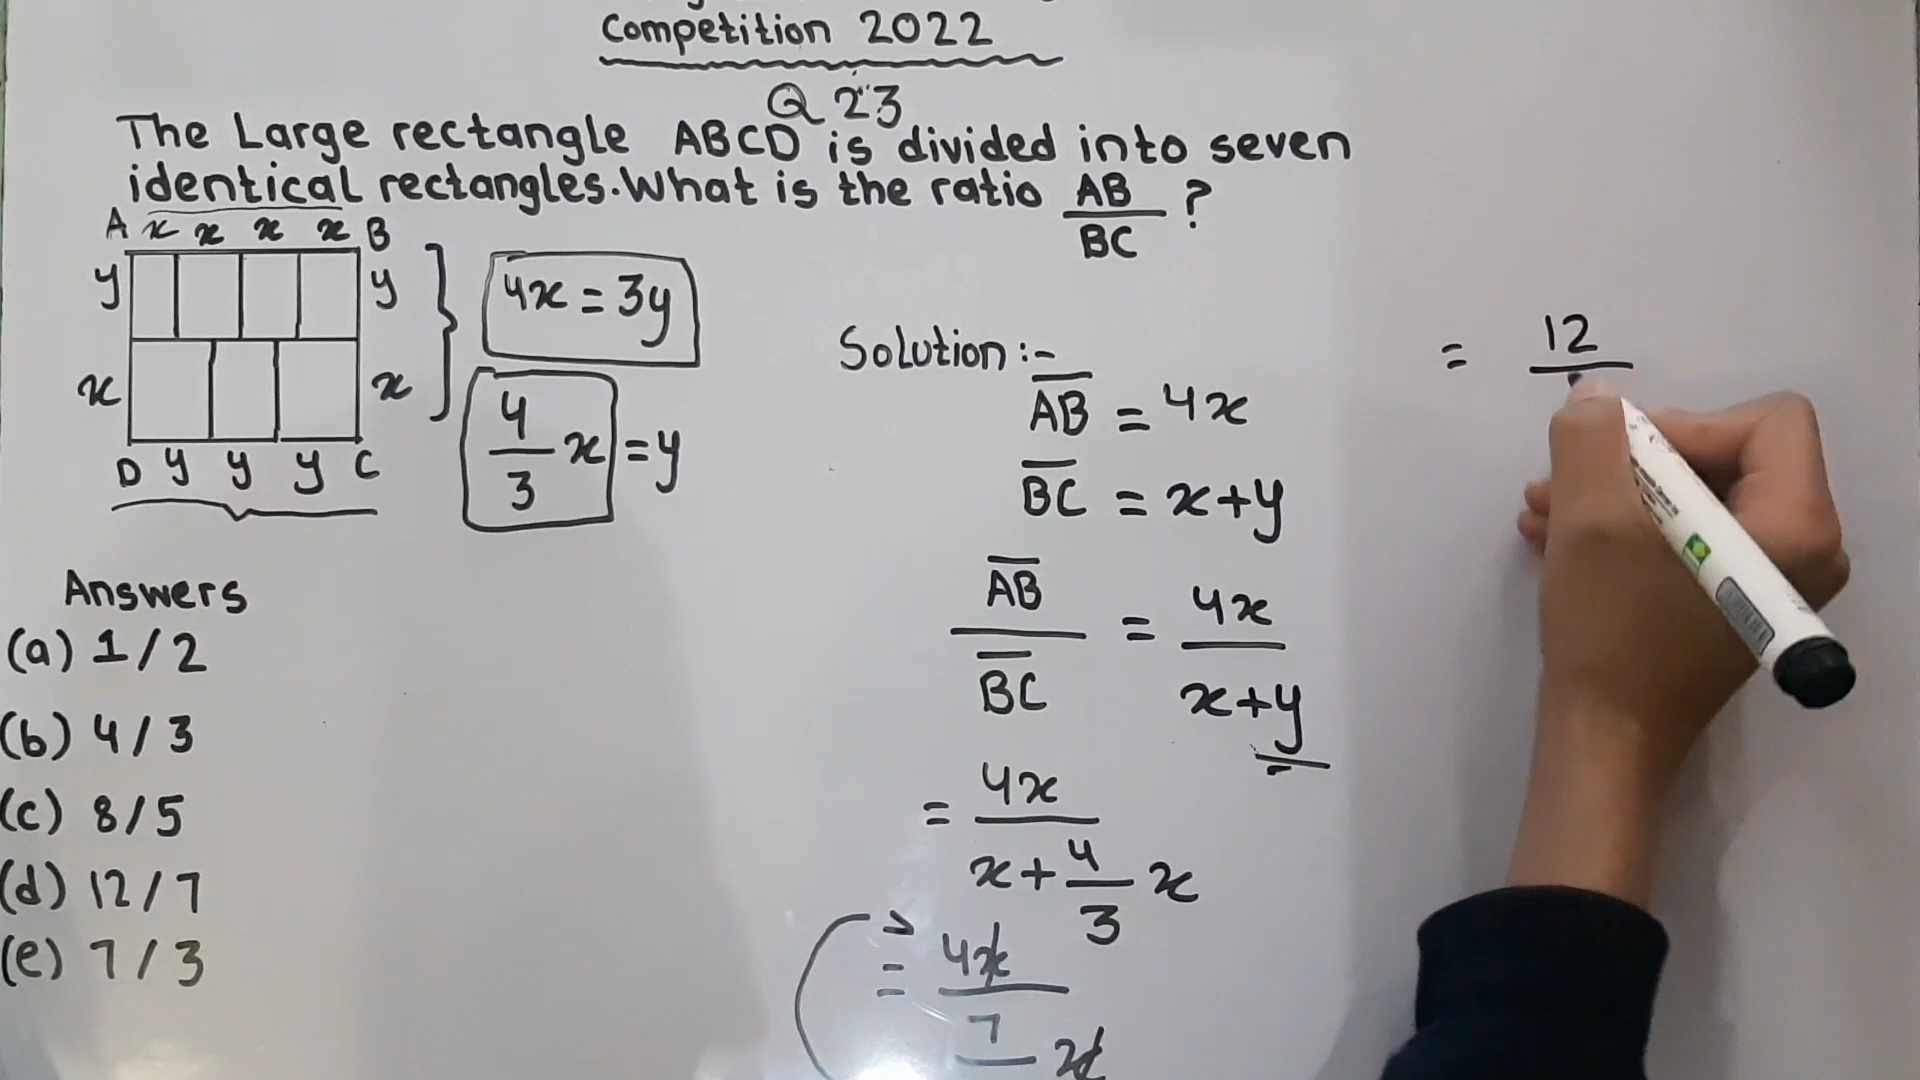 Competition 2022
Q 23
The Large rectangle ABCD is divided into seven
identical rectangles. What is the ratio AB/BC ?
A x x x x B
y y
x x
D y y y C
4x = 3y
4/3 x = y
Answers
(a) 1/2
(b) 4/3
(c) 8/5
(d) 12/7
(e) 7/3
Solution :-
AB = 4x
BC = x+y
AB/BC = 4x/x+y
= 4x/x+4/3 x
= 4x/7 x
= 12